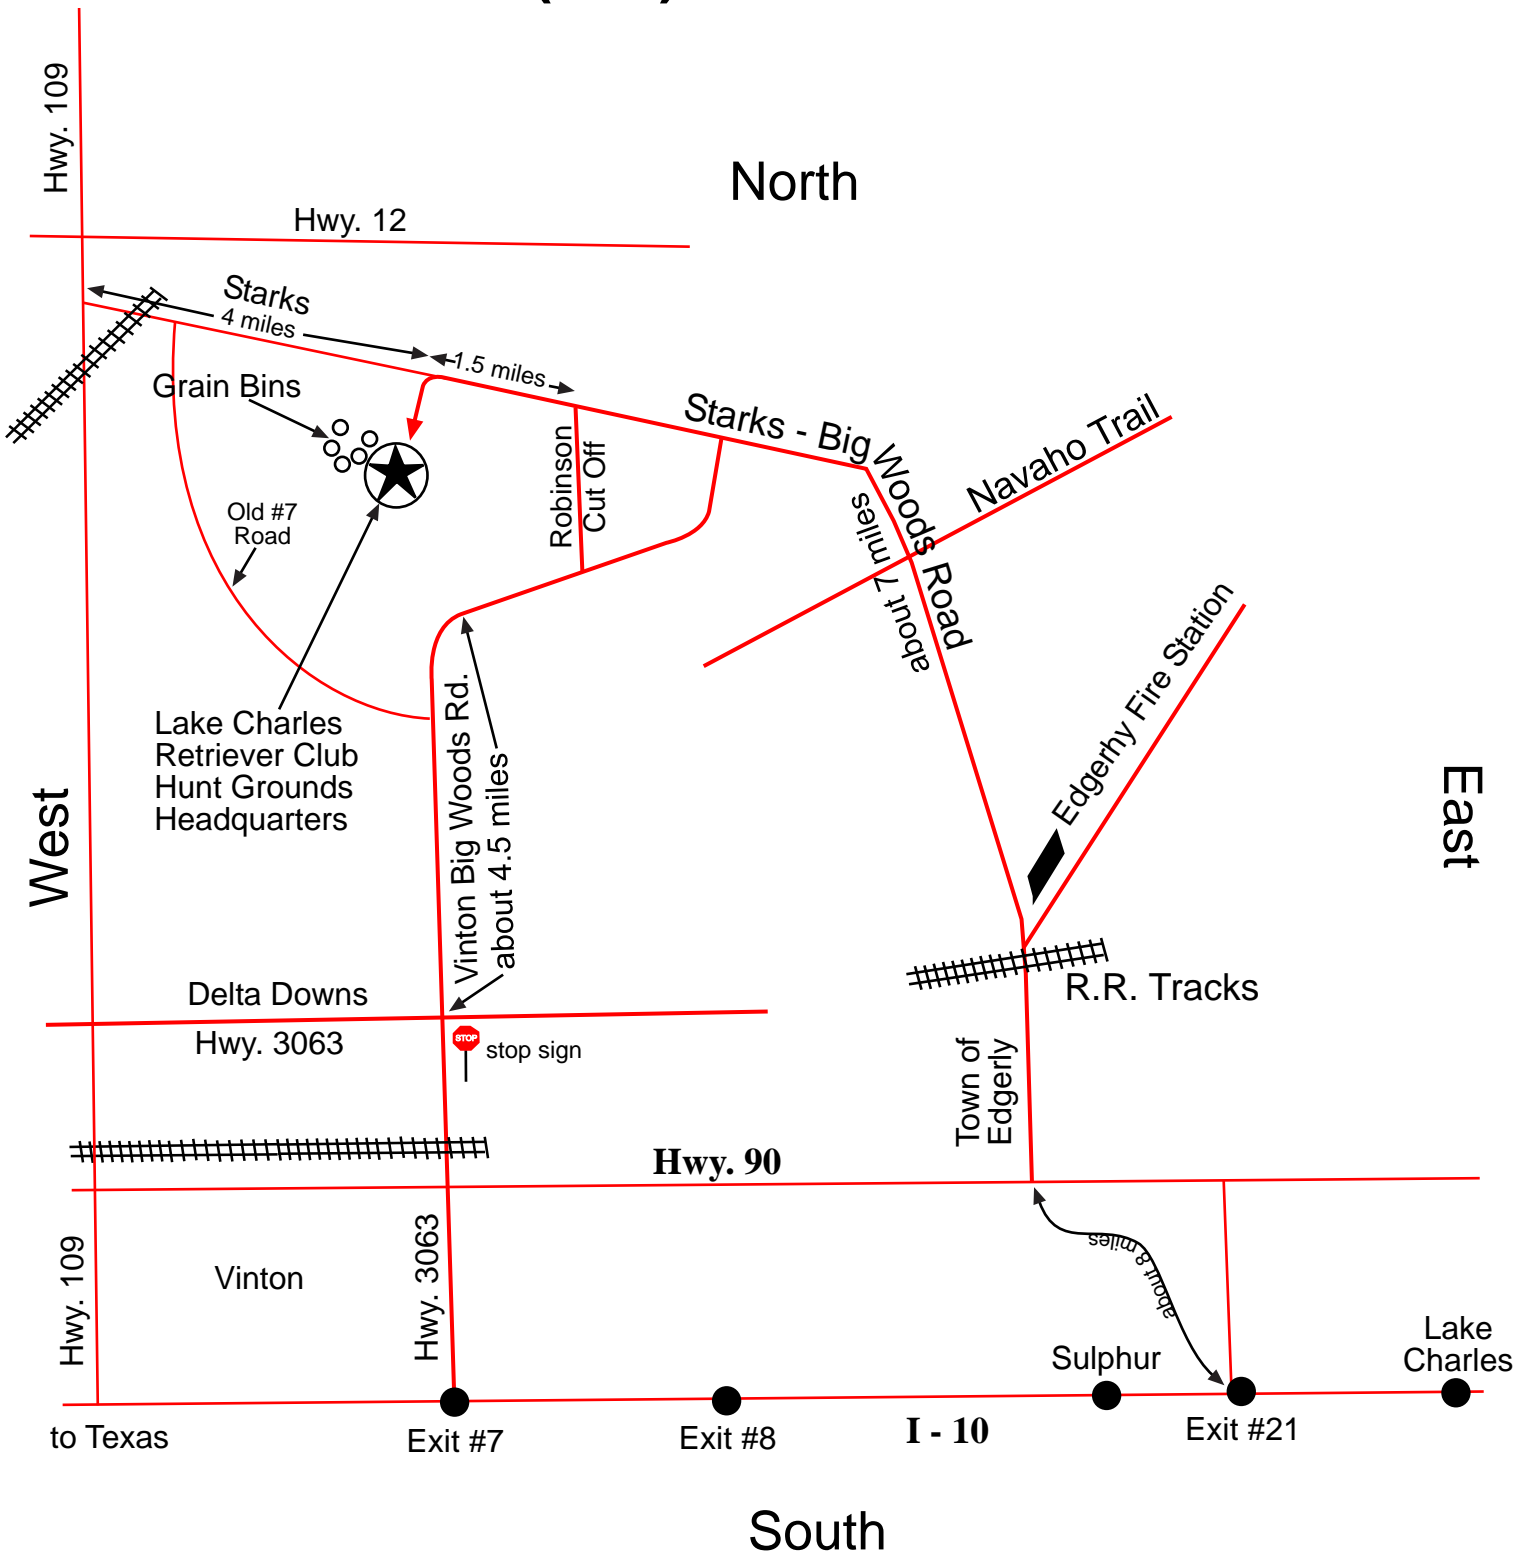 Hwy. 109
North
Hwy. 12
Starks
4 miles
1.5 miles
Grain Bins
Starks - Big Woods Road
about 7 miles
Navaho Trail
Robinson
Cut Off
Old #7
Road
Edgerhy Fire Station
Lake Charles
Retriever Club
Hunt Grounds
Headquarters
Vinton Big Woods Rd.
about 4.5 miles
West
East
R.R. Tracks
Delta Downs
Hwy. 3063
STOP
stop sign
Town of
Edgerly
Hwy. 90
Hwy. 109
Vinton
Hwy. 3063
about 8 miles
Sulphur
Lake
Charles
to Texas
Exit #7
Exit #8
I - 10
Exit #21
South